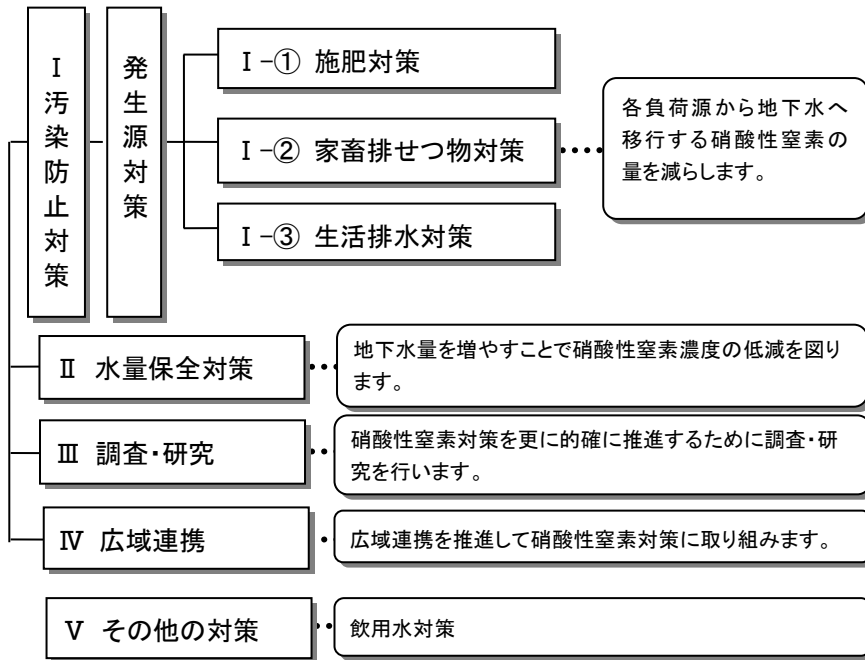 Ⅰ汚染防止対策
発生源対策
Ⅰ-① 施肥対策
Ⅰ-② 家畜排せつ物対策
Ⅰ-③ 生活排水対策
各負荷源から地下水へ
移行する硝酸性窒素の
量を減らします。
Ⅱ 水量保全対策
地下水量を増やすことで硝酸性窒素濃度の低減を図り
ます。
Ⅲ 調査・研究
硝酸性窒素対策を更に的確に推進するために調査・研
究を行います。
Ⅳ 広域連携
広域連携を推進して硝酸性窒素対策に取り組みます。
Ⅴ その他の対策
飲用水対策